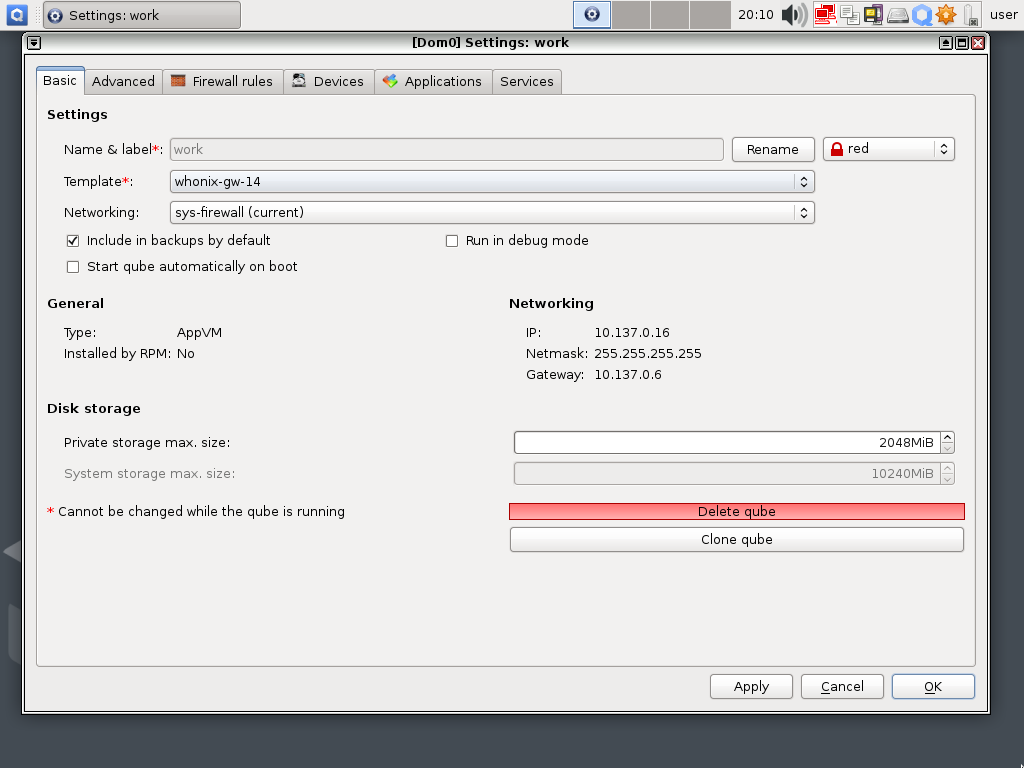 Settings: work
20:10
user
[Dom0] Settings: work
Basic
Advanced
Firewall rules
Devices
Applications
Services
Settings
Name & label*: work Rename red
Template*: whonix-gw-14
Networking: sys-firewall (current)
Include in backups by default
Run in debug mode
Start qube automatically on boot
General
Type: AppVM
Installed by RPM: No
Networking
IP: 10.137.0.16
Netmask: 255.255.255.255
Gateway: 10.137.0.6
Disk storage
Private storage max. size: 2048MiB
System storage max. size: 10240MiB
* Cannot be changed while the qube is running
Delete qube
Clone qube
Apply
Cancel
OK